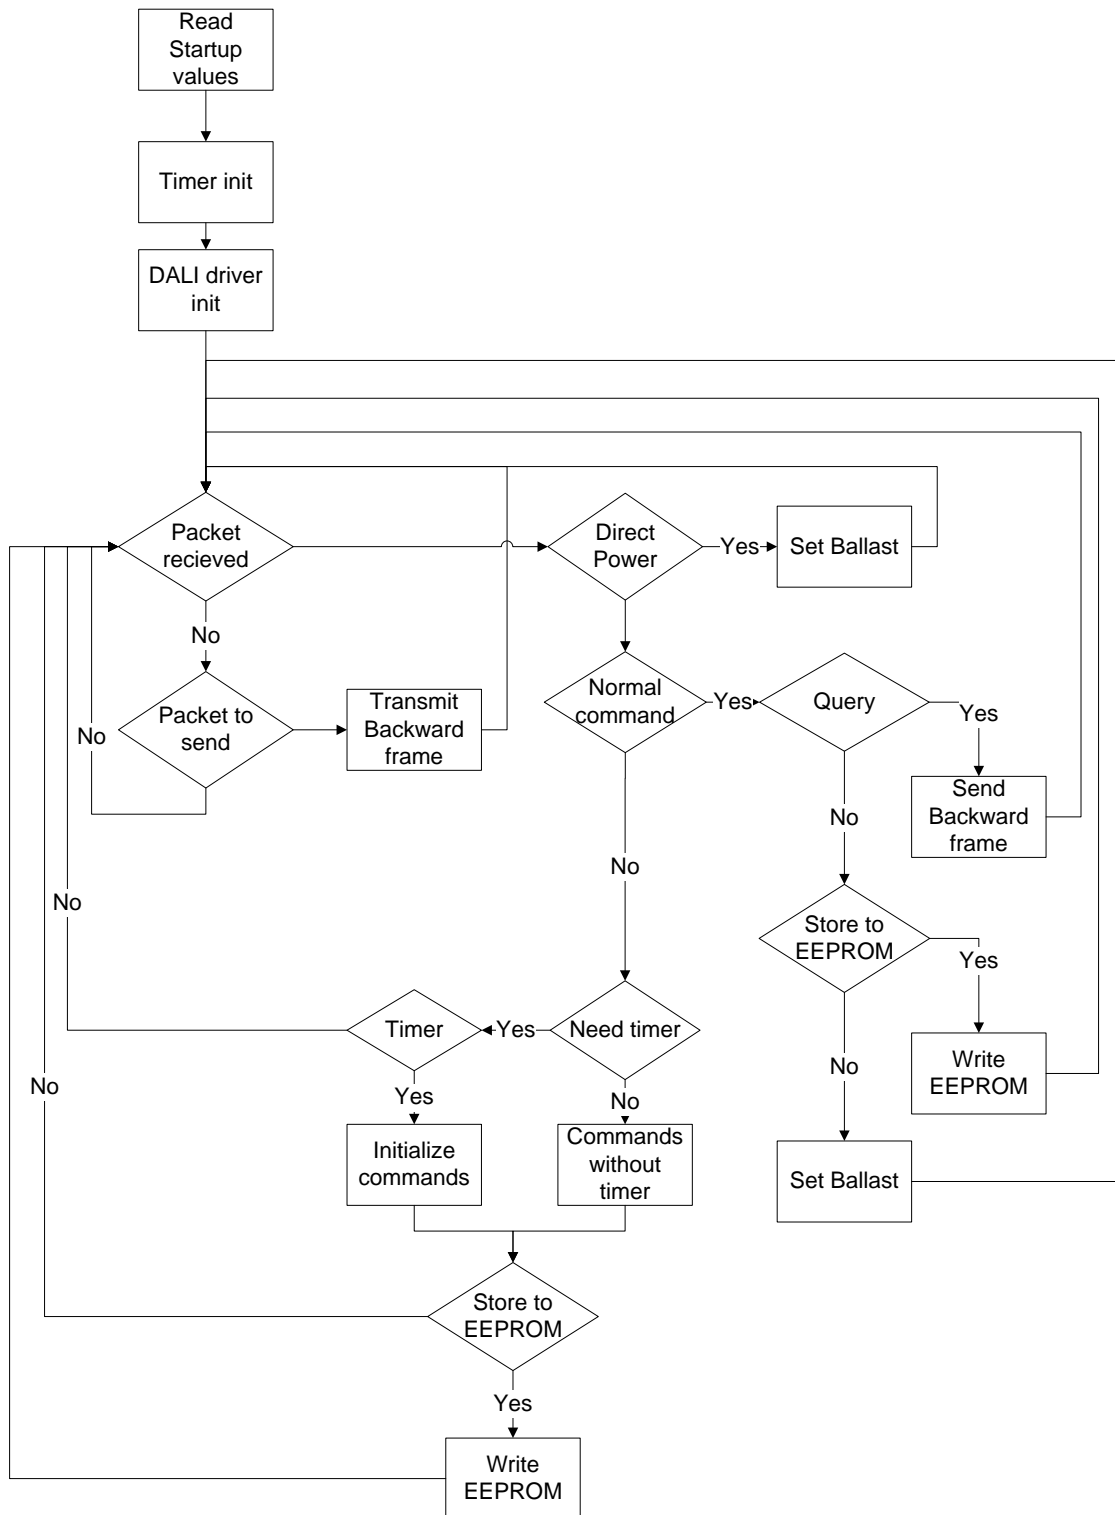 Read
Startup
values
Timer init
DALI driver
init
Packet
recieved
Direct
Power
Yes
Set Ballast
No
Packet to
send
No
Transmit
Backward
frame
Normal
command
Yes
Query
Yes
Send
Backward
frame
No
No
No
Store to
EEPROM
Yes
Timer
Yes
Need timer
Write
EEPROM
No
No
Yes
No
Initialize
commands
Commands
without
timer
Set Ballast
Store to
EEPROM
Yes
Write
EEPROM